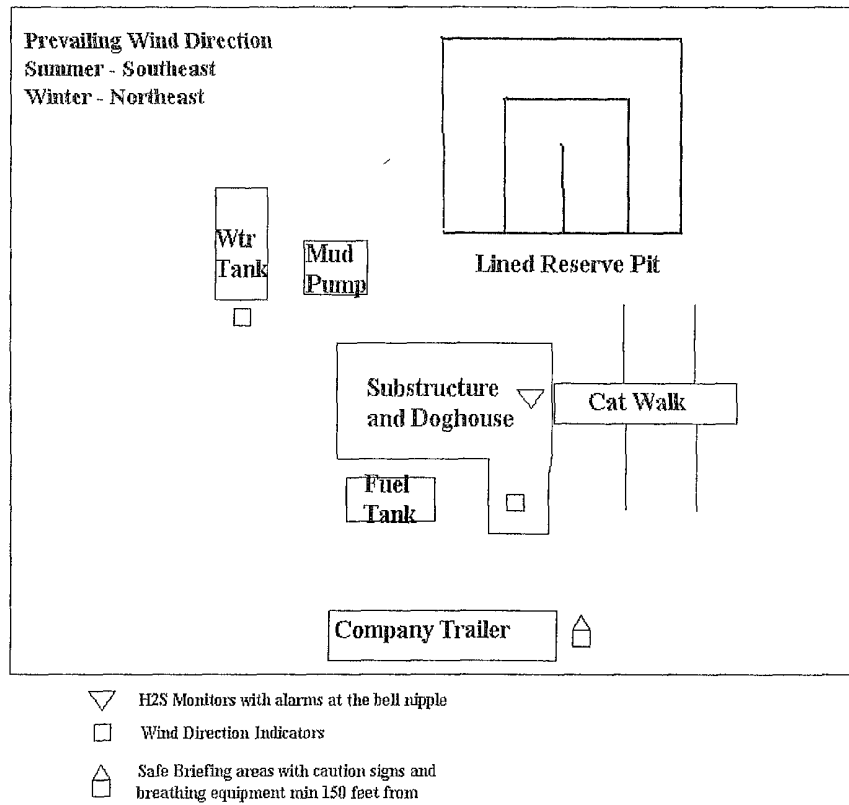 Prevailing Wind Direction
Summer - Southeast
Winter - Northeast
Wtr
Tank
Mud
Pump
Lined Reserve Pit
Substructure
and Doghouse
Cat Walk
Fuel
Tank
Company Trailer
H2S Monitors with alarms at the bell nipple
Wind Direction Indicators
Safe Briefing areas with caution signs and
breathing equipment min 150 feet from